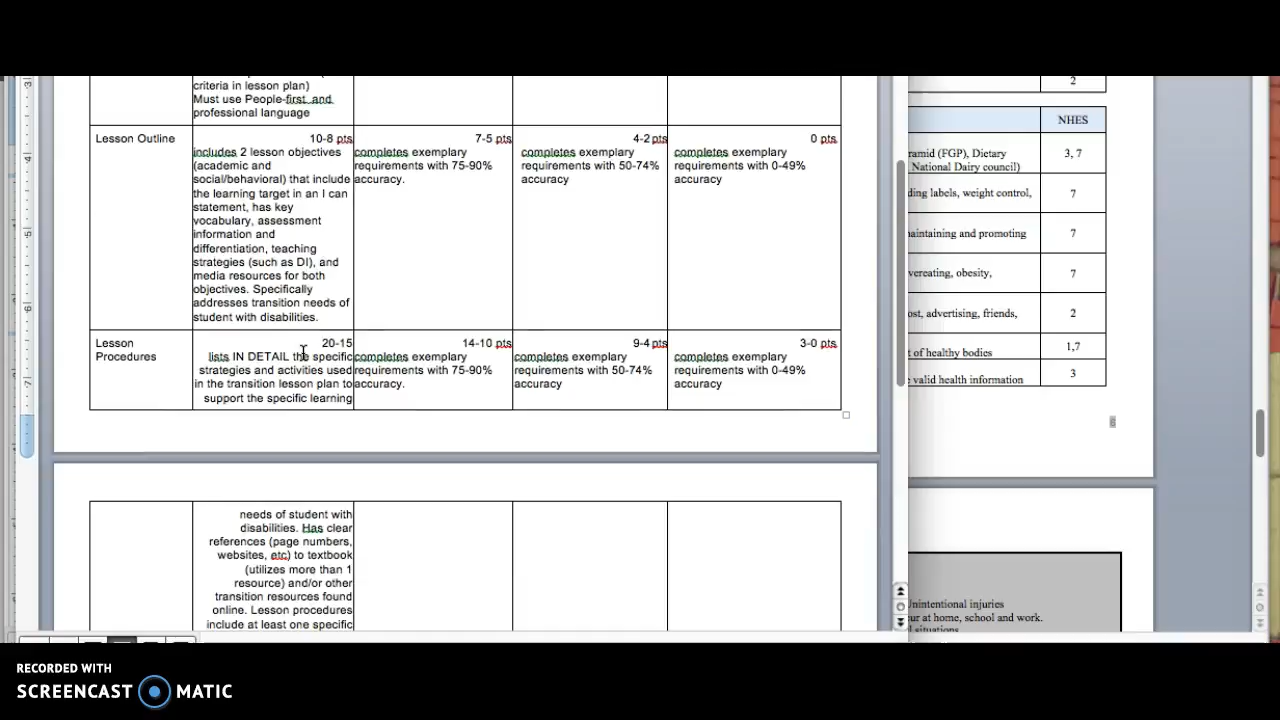 criteria in lesson plan)
Must use People-first and
professional language
Lesson Outline
10-8 pts
includes 2 lesson objectives
(academic and
social/behavioral) that include
the learning target in an I can
statement, has key
vocabulary, assessment
information and
differentiation, teaching
strategies (such as DI), and
media resources for both
objectives. Specifically
addresses transition needs of
student with disabilities.
7-5 pts
completes exemplary
requirements with 75-90%
accuracy.
4-2 pts
completes exemplary
requirements with 50-74%
accuracy
0 pts
completes exemplary
requirements with 0-49%
accuracy
Lesson
Procedures
20-15
lists IN DETAIL the specific
strategies and activities used
in the transition lesson plan to
support the specific learning
14-10 pts
completes exemplary
requirements with 75-90%
accuracy.
9-4 pts
completes exemplary
requirements with 50-74%
accuracy
3-0 pts
completes exemplary
requirements with 0-49%
accuracy
needs of student with
disabilities. Has clear
references (page numbers,
websites, etc) to textbook
(utilizes more than 1
resource) and/or other
transition resources found
online. Lesson procedures
include at least one specific
2
NHES
ramid (FGP), Dietary
National Dairy council)
3, 7
ding labels, weight control,
7
aintaining and promoting
7
vereating, obesity,
7
ost, advertising, friends,
2
t of healthy bodies
1,7
e valid health information
3
6
Unintentional injuries
ur at home, school and work.
l situations
3
4
5
6
7
RECORDED WITH
SCREENCAST MATIC